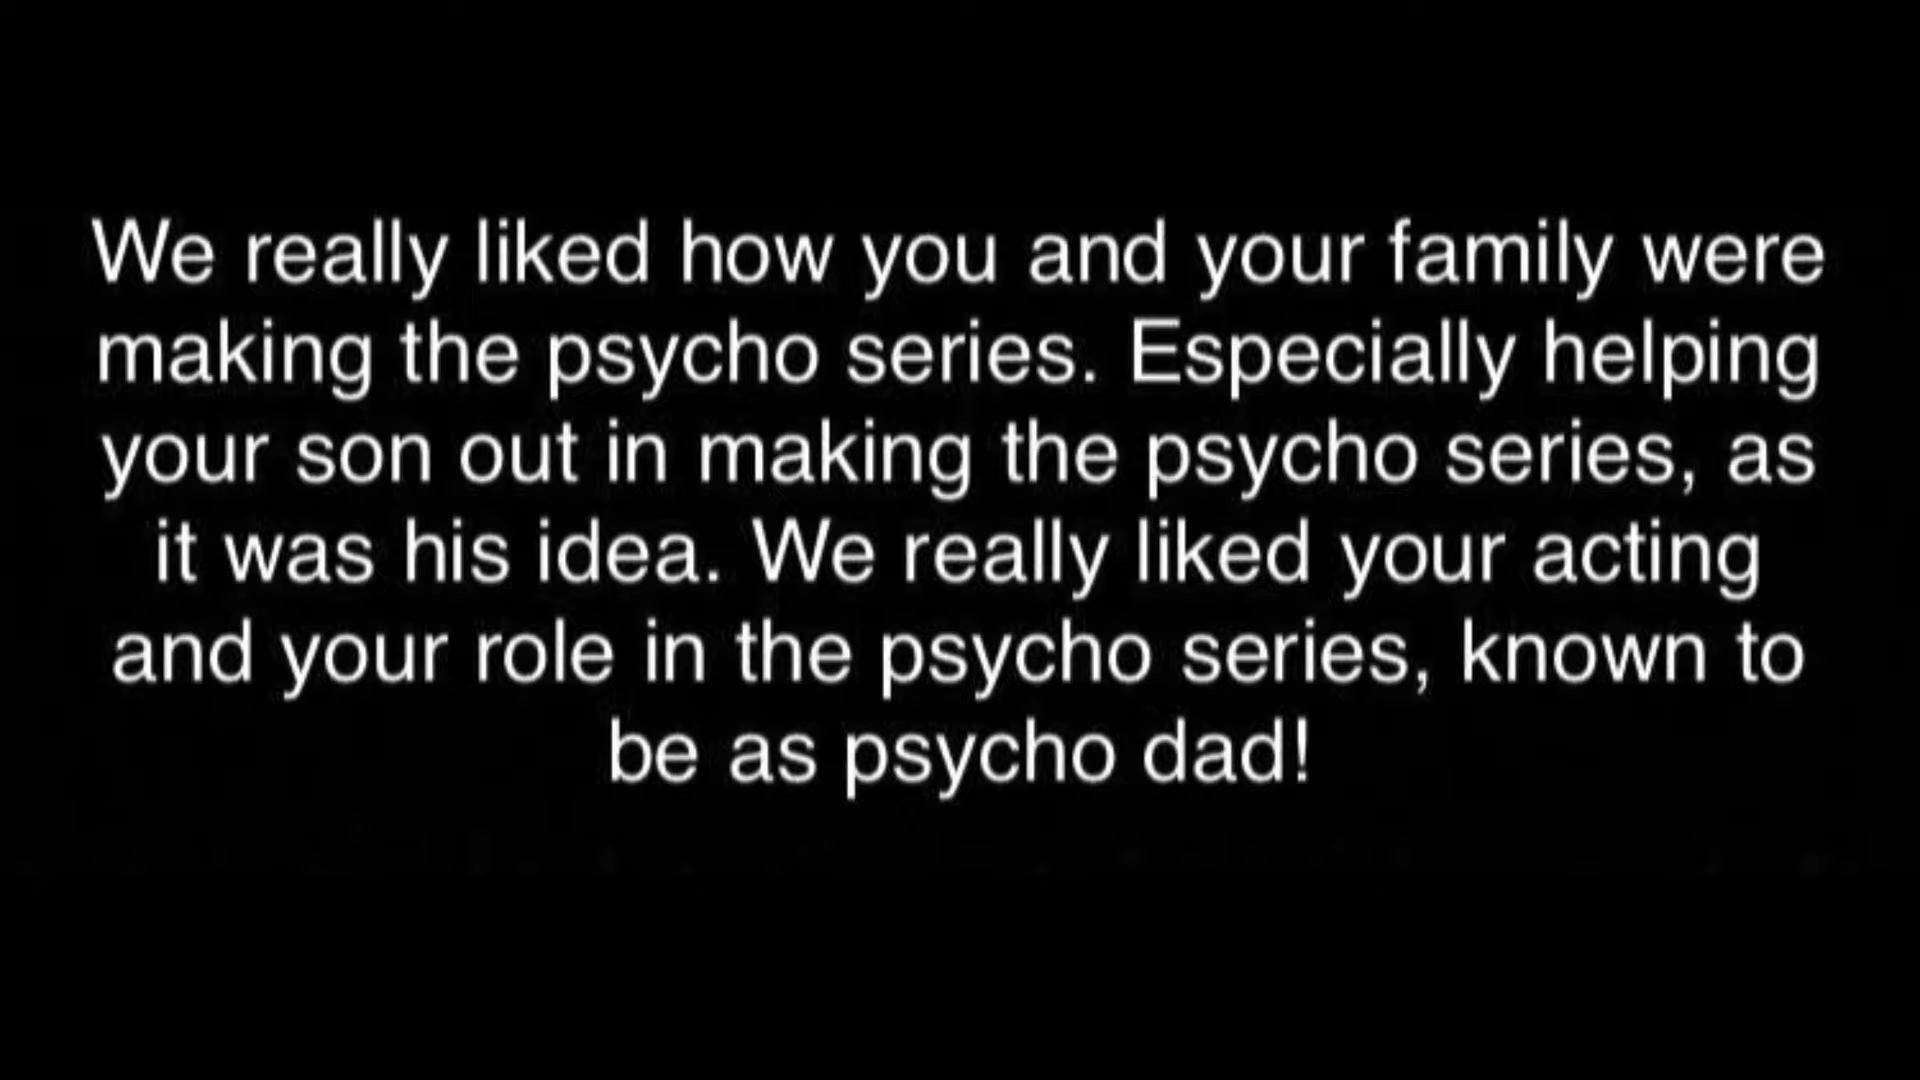 We really liked how you and your family were
making the psycho series. Especially helping
your son out in making the psycho series, as
it was his idea. We really liked your acting
and your role in the psycho series, known to
be as psycho dad!